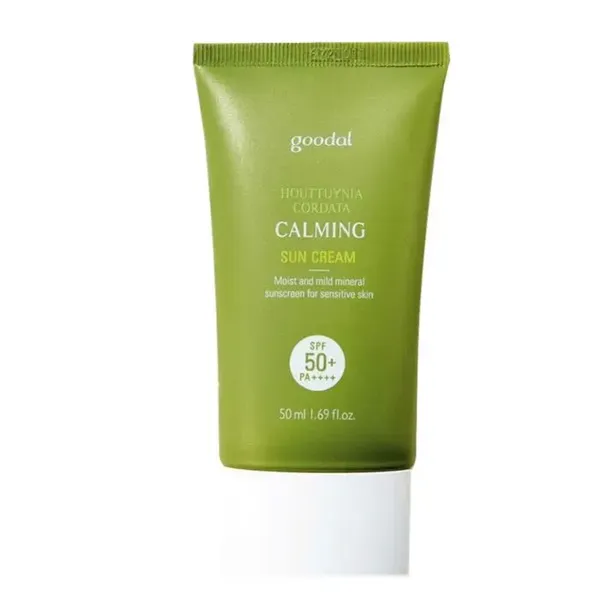 goodal
HOUTTUYNIA
CORDATA
CALMING
SUN CREAM
Moist and mild mineral
sunscreen for sensitive skin
SPF
50+
PA++++
50 ml 1.69 fl.oz.